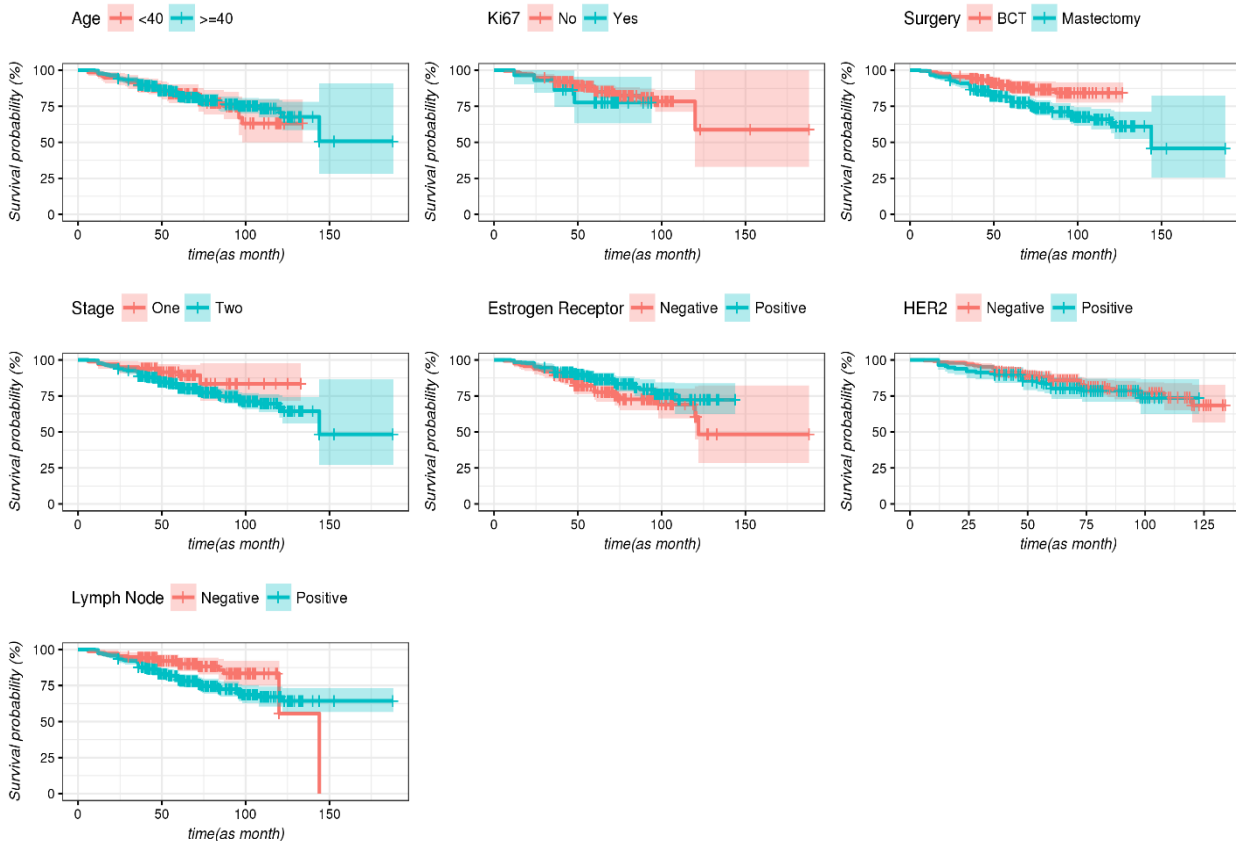 Age <40 >=40
Survival probability (%)
100
75
50
25
0
0 50 100 150
time(as month)
Ki67 No Yes
Survival probability (%)
100
75
50
25
0
0 50 100 150
time(as month)
Surgery BCT Mastectomy
Survival probability (%)
100
75
50
25
0
0 50 100 150
time(as month)
Stage One Two
Survival probability (%)
100
75
50
25
0
0 50 100 150
time(as month)
Estrogen Receptor Negative Positive
Survival probability (%)
100
75
50
25
0
0 50 100 150
time(as month)
HER2 Negative Positive
Survival probability (%)
100
75
50
25
0
0 25 50 75 100 125
time(as month)
Lymph Node Negative Positive
Survival probability (%)
100
75
50
25
0
0 50 100 150
time(as month)